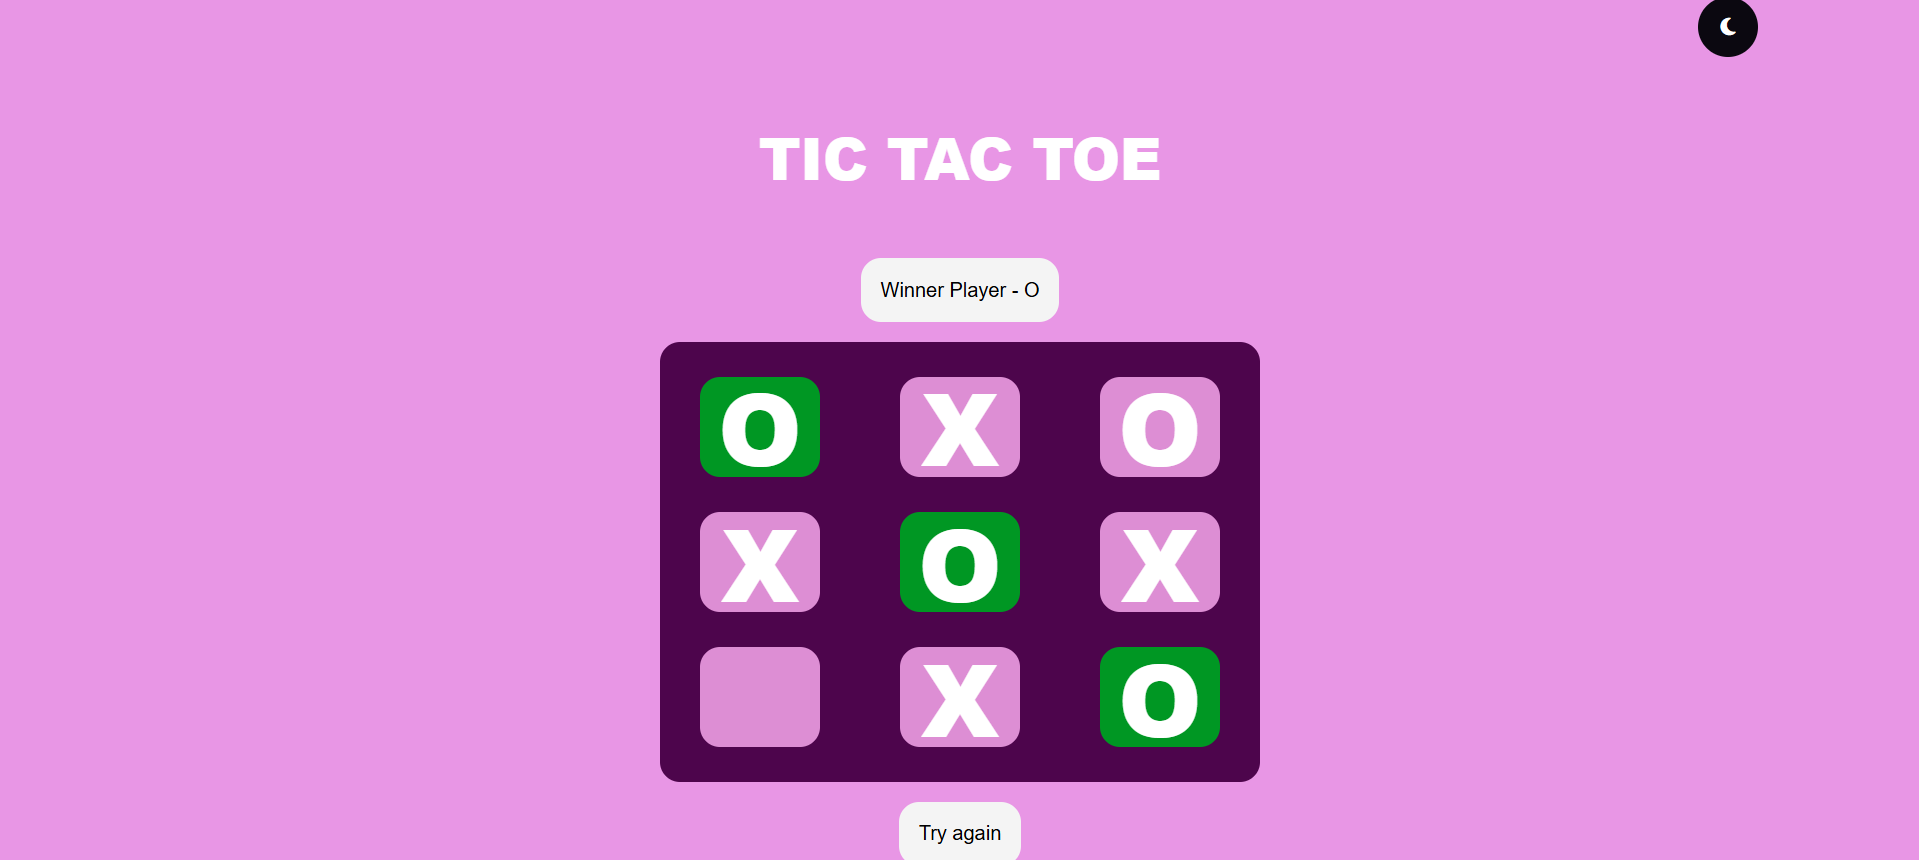 TIC TAC TOE
Winner Player - O
O X O
X O X
X O
Try again